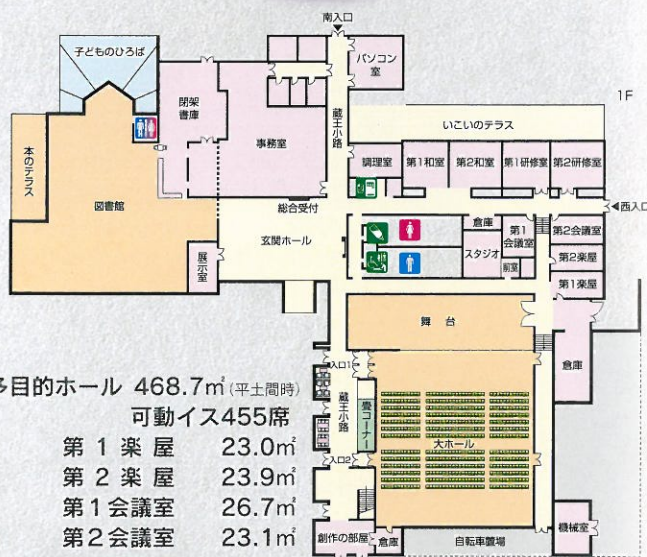 南入口
子どものひろば
パソコン
室
1F
閉架
書庫
事務室
蔵王小路
いこいのテラス
本のテラス
調理室
第1和室
第2和室
第1研修室
第2研修室
図書館
総合受付
西入口
玄関ホール
倉庫
第1
会議室
第2会議室
展示室
スタジオ
前室
第2楽屋
第1楽屋
舞台
倉庫
入口1
多目的ホール 468.7㎡(平土間時)
可動イス455席
第1楽屋 23.0㎡
第2楽屋 23.9㎡
第1会議室 26.7㎡
第2会議室 23.1㎡
蔵王小路
畳コーナー
大ホール
入口2
創作の部屋
倉庫
自転車置場
機械室